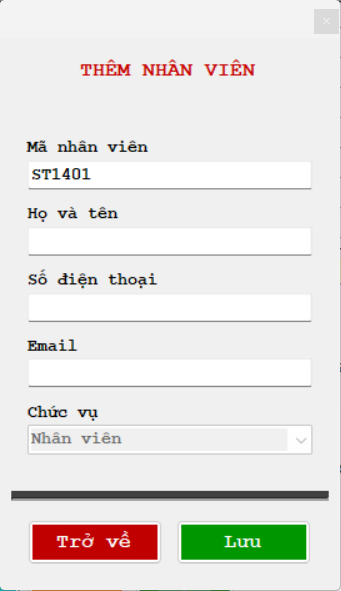 THÊM NHÂN VIÊN
Mã nhân viên
ST1401
Họ và tên
Số điện thoại
Email
Chức vụ
Nhân viên
Trở về
Lưu